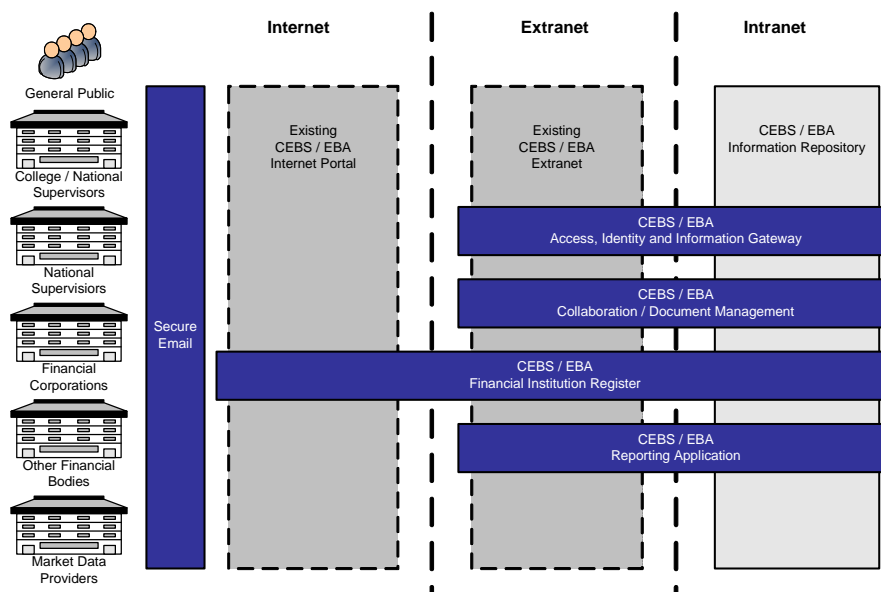 Internet
Extranet
Intranet
General Public
College / National
Supervisors
National
Supervisiors
Financial
Corporations
Other Financial
Bodies
Market Data
Providers
Secure
Email
Existing
CEBS / EBA
Internet Portal
Existing
CEBS / EBA
Extranet
CEBS / EBA
Information Repository
CEBS / EBA
Access, Identity and Information Gateway
CEBS / EBA
Collaboration / Document Management
CEBS / EBA
Financial Institution Register
CEBS / EBA
Reporting Application